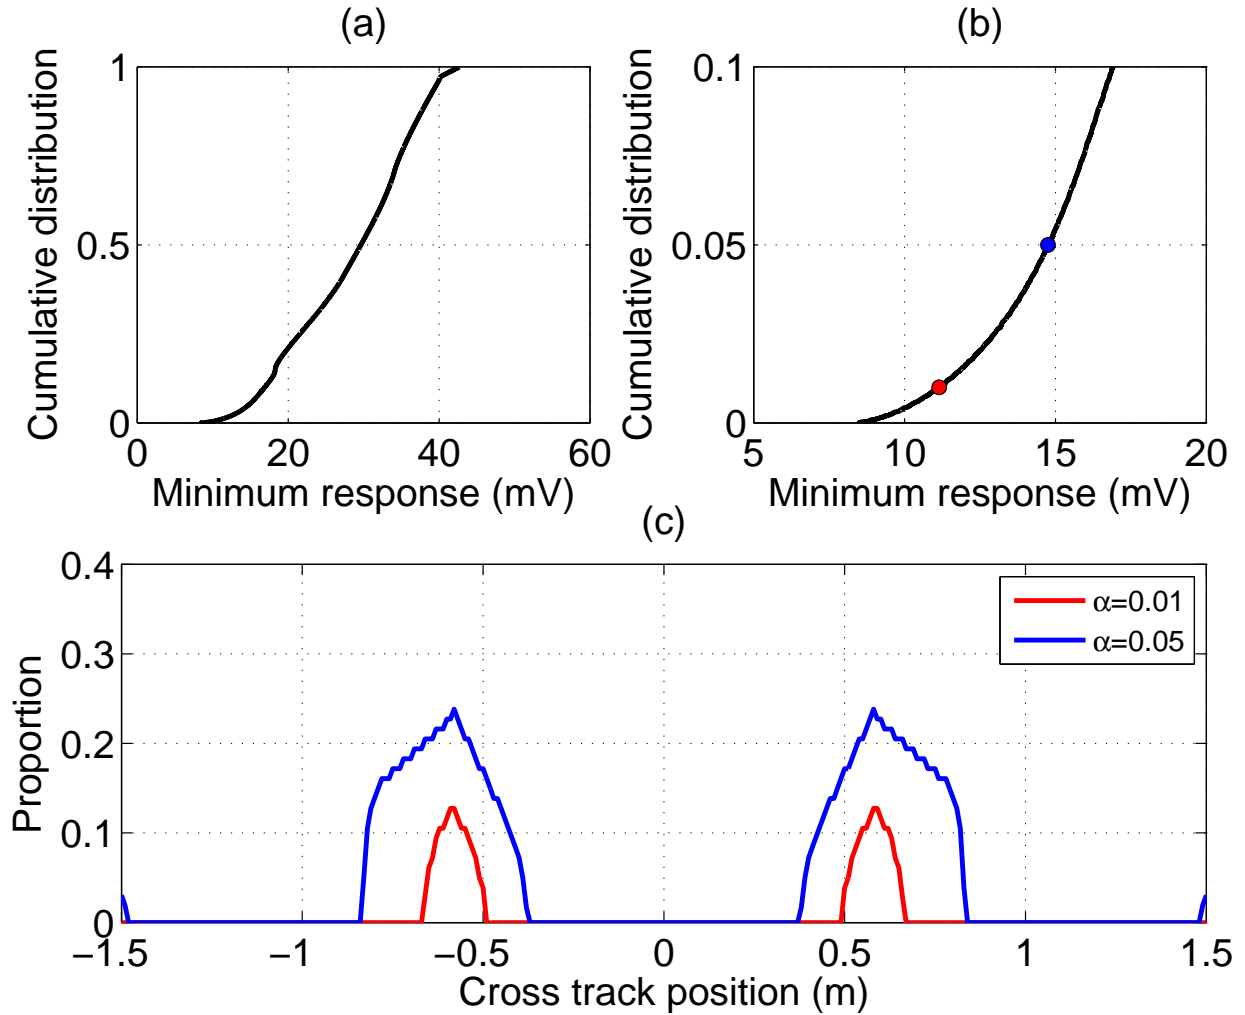 (a)
Cumulative distribution
1
0.5
0
0 20 40 60
Minimum response (mV)
(b)
Cumulative distribution
0.1
0.05
0
5 10 15 20
Minimum response (mV)
(c)
Proportion
0.4
0.3
0.2
0.1
0
−1.5 −1 −0.5 0 0.5 1 1.5
Cross track position (m)
α=0.01
α=0.05